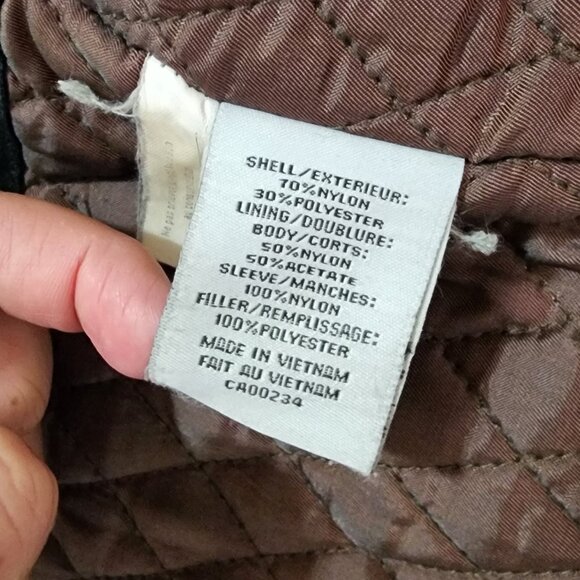 SHELL/EXTERIEUR:
70%NYLON
30%POLYESTER
LINING/DOUBLURE:
BODY/CORTS:
50%NYLON
50%ACETATE
SLEEVE/MANCHES:
100%NYLON
FILLER/REMPLISSAGE:
100%POLYESTER
MADE IN VIETNAM
FAIT AU VIETNAM
CA00234